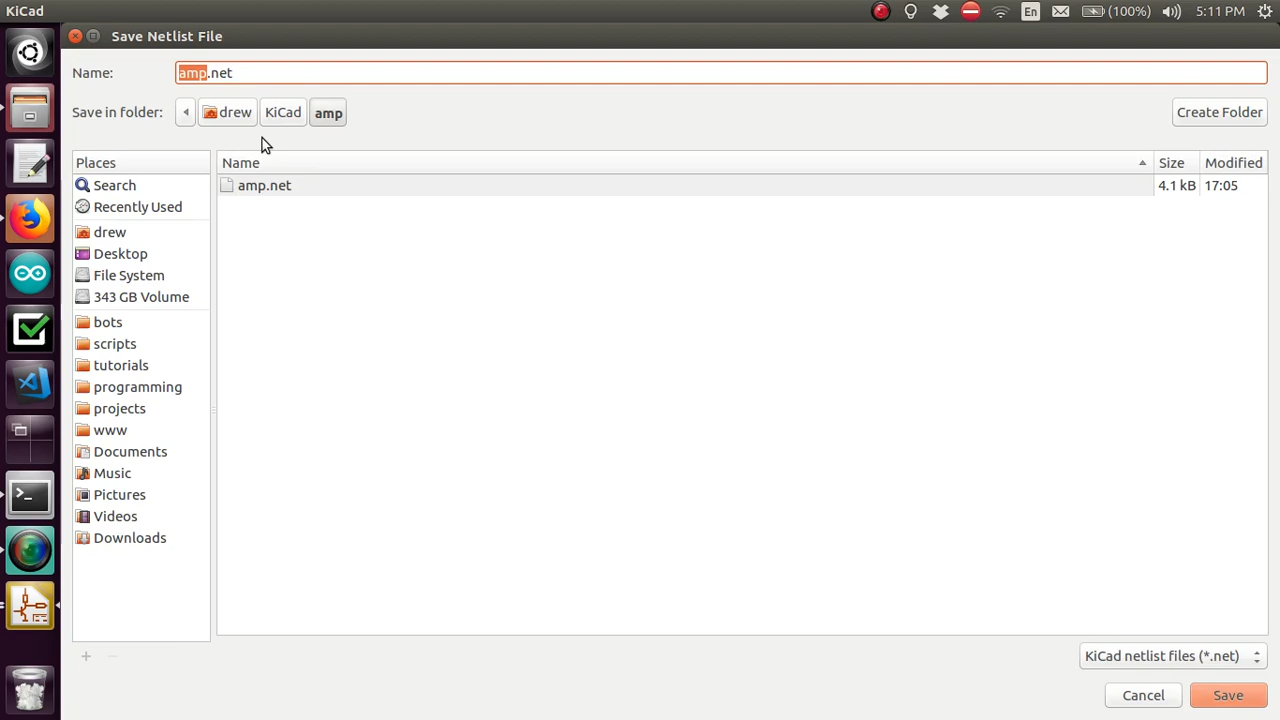 KiCad
En
(100%)
5:11 PM
Save Netlist File
Name:
amp.net
Save in folder:
drew
KiCad
amp
Create Folder
Places
Name
Size
Modified
Search
amp.net
4.1 kB
17:05
Recently Used
drew
Desktop
File System
343 GB Volume
bots
scripts
tutorials
programming
projects
www
Documents
Music
Pictures
Videos
Downloads
KiCad netlist files (*.net)
Cancel
Save